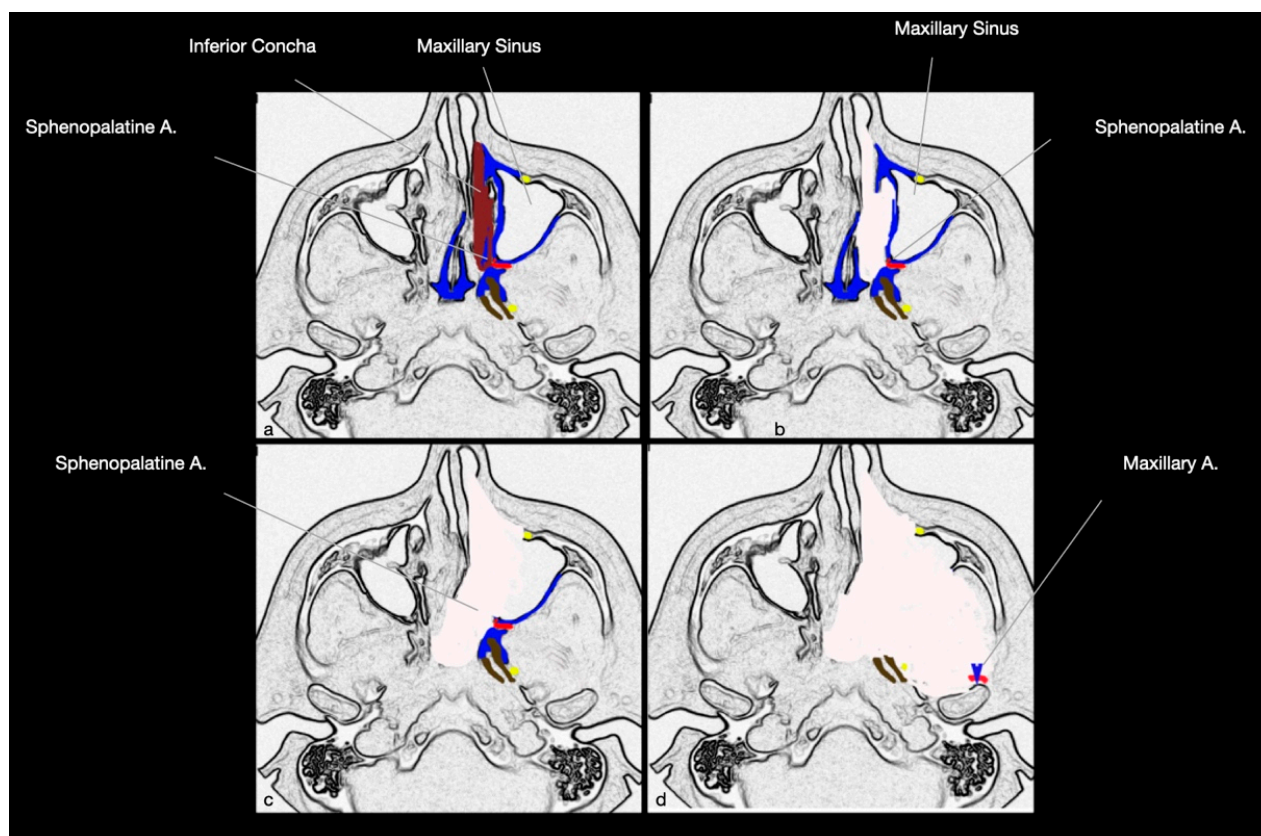 Inferior Concha
Maxillary Sinus
Maxillary Sinus
Sphenopalatine A.
Sphenopalatine A.
a
b
Sphenopalatine A.
Maxillary A.
c
d